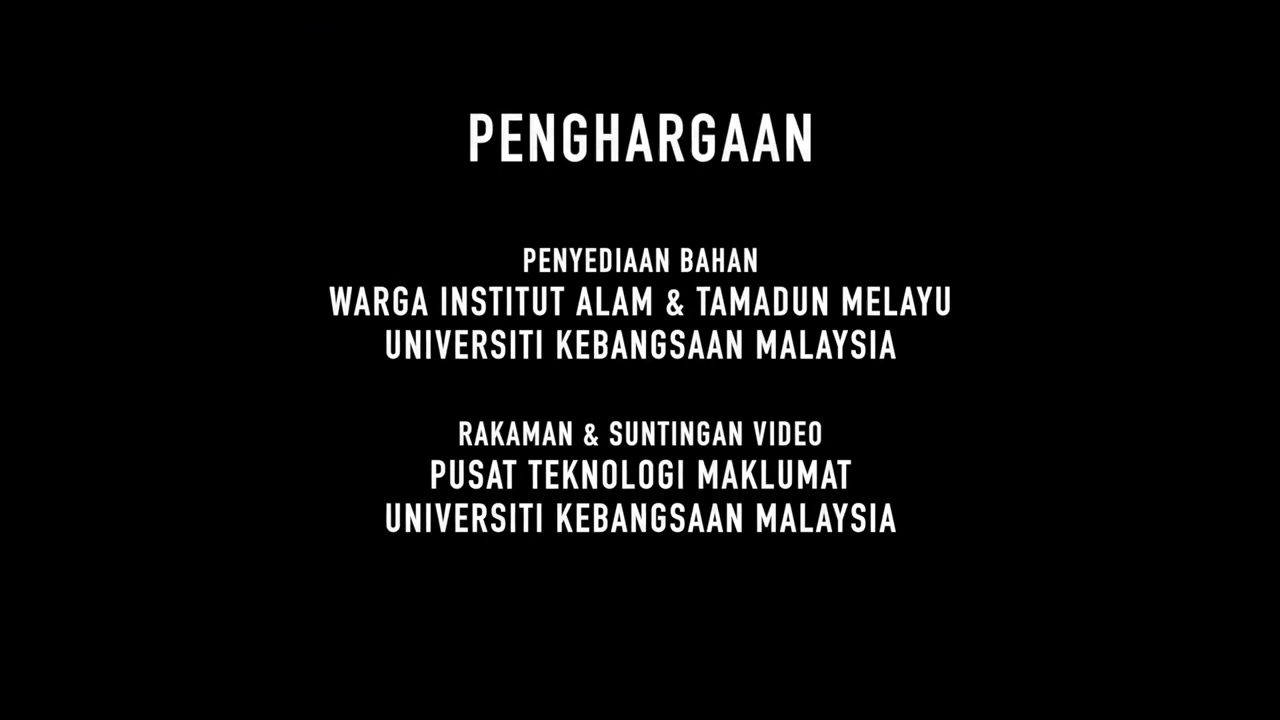 PENGHARGAAN
PENYEDIAAN BAHAN
WARGA INSTITUT ALAM & TAMADUN MELAYU
UNIVERSITI KEBANGSAAN MALAYSIA
RAKAMAN & SUNTINGAN VIDEO
PUSAT TEKNOLOGI MAKLUMAT
UNIVERSITI KEBANGSAAN MALAYSIA